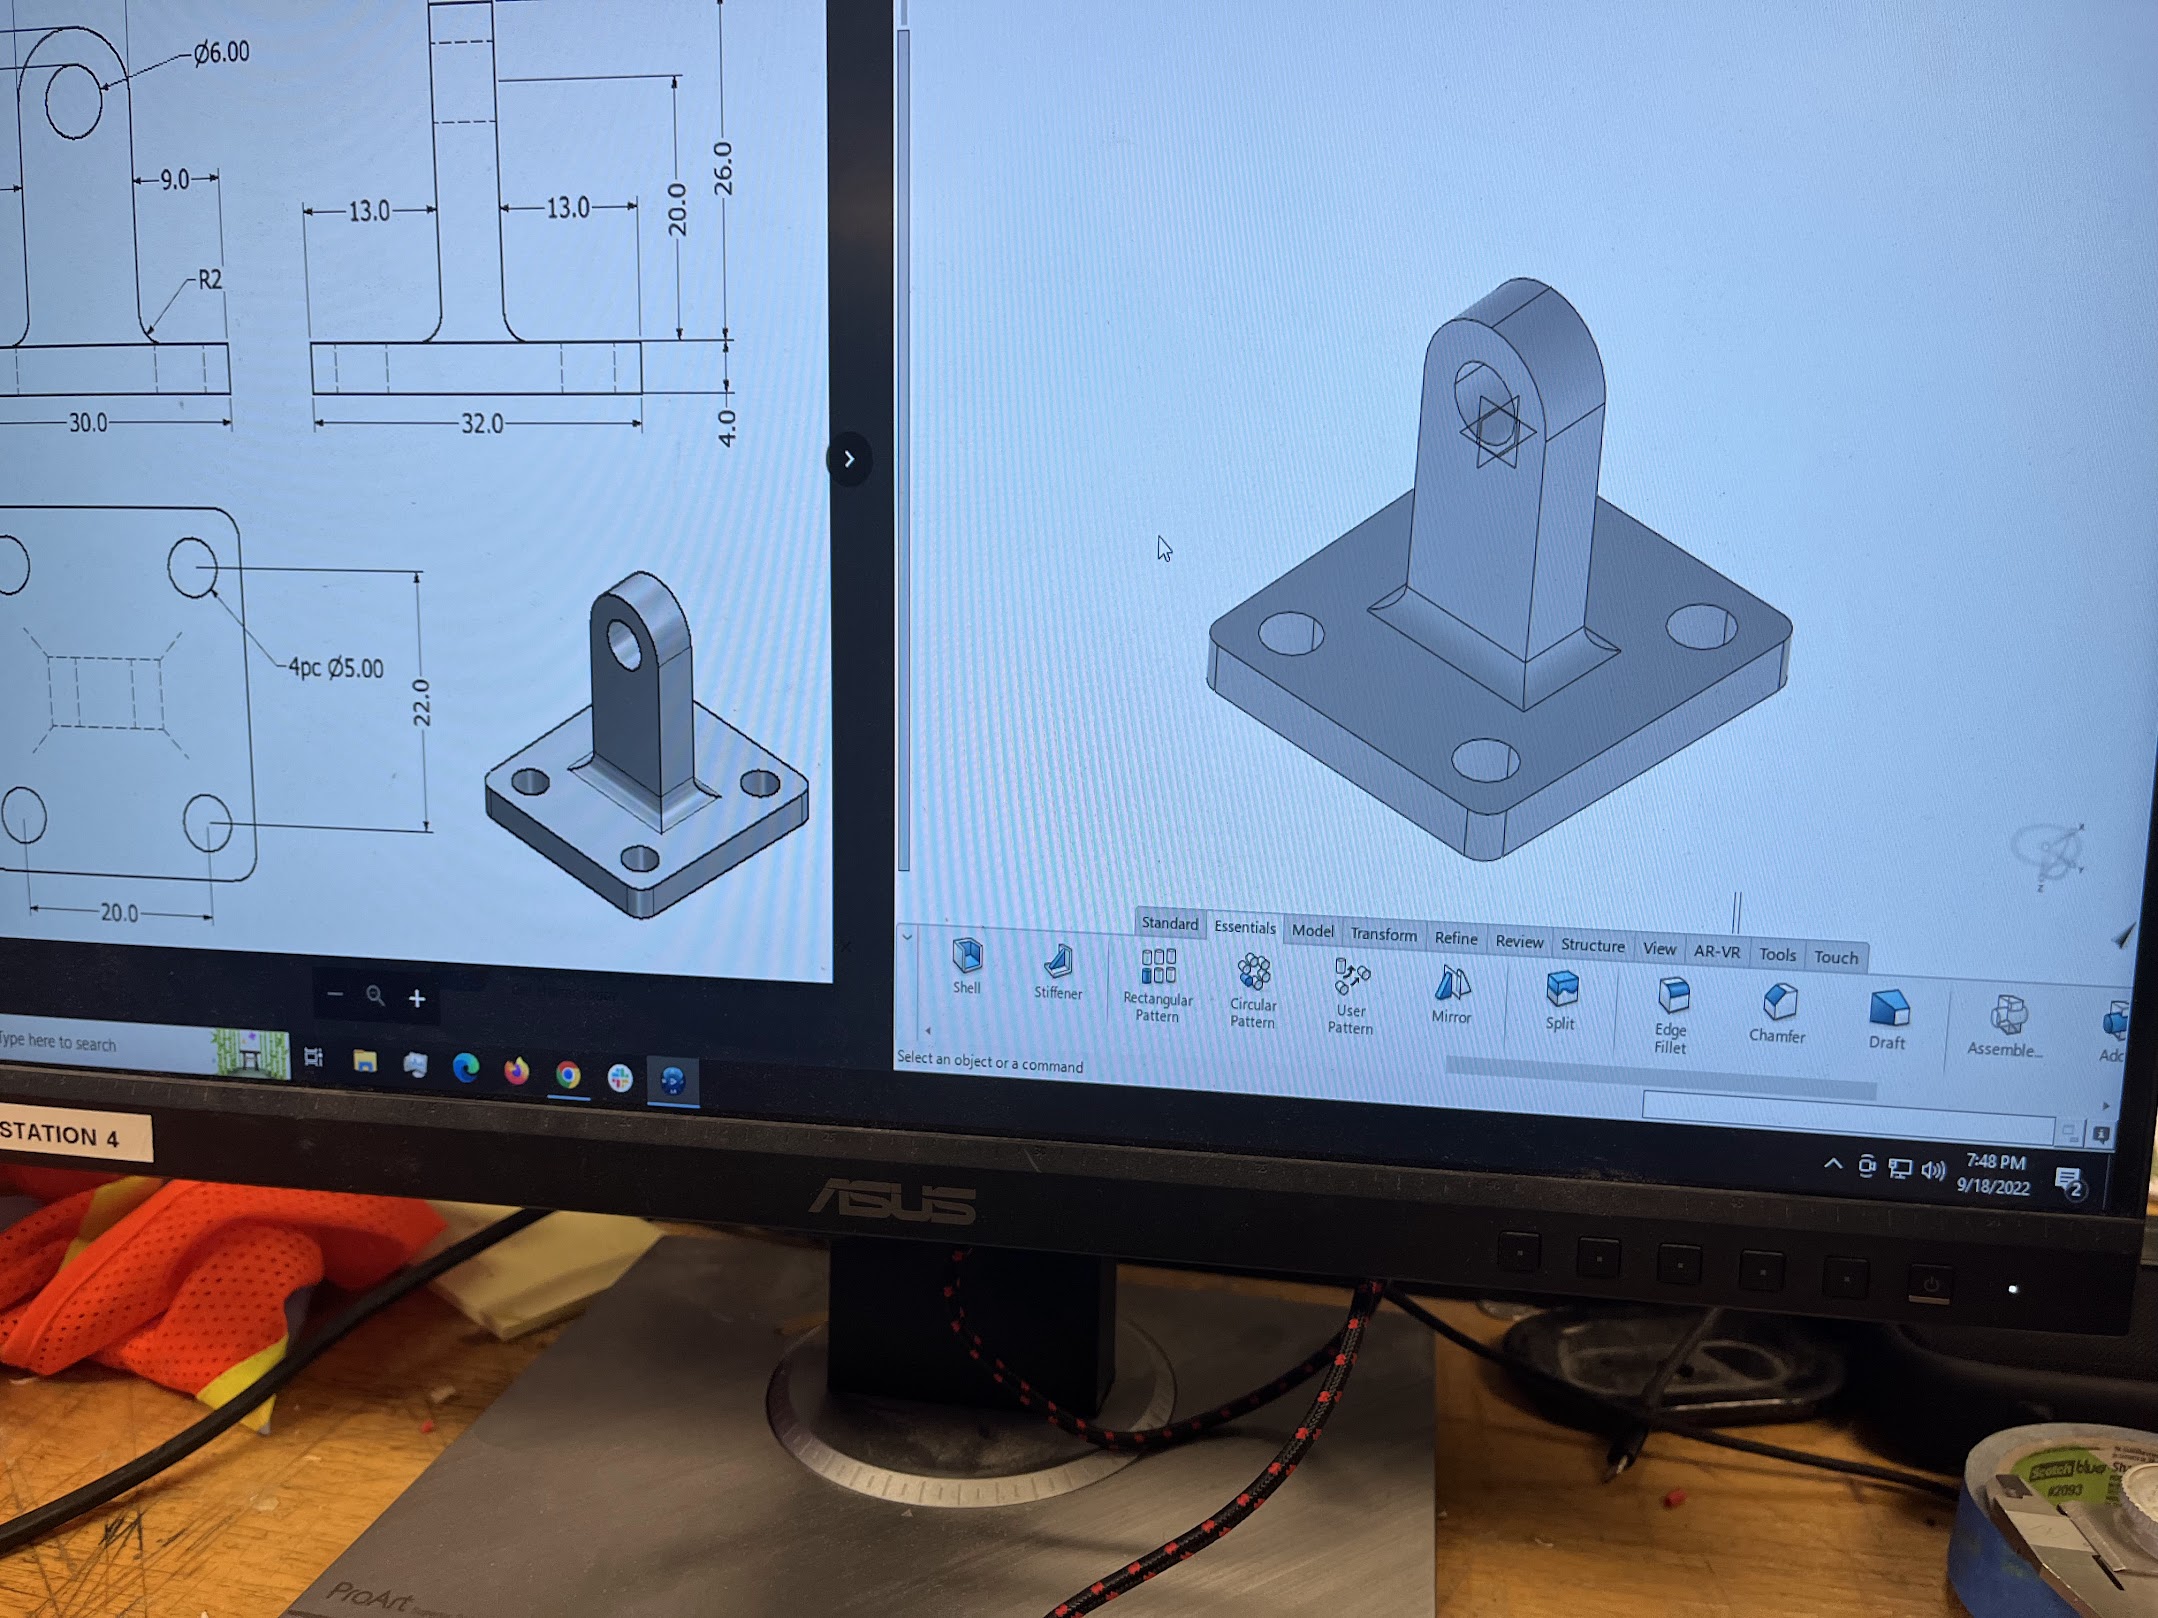 Ø6.00
9.0
R2
30.0
13.0
13.0
20.0
26.0
32.0
4.0
4pc Ø5.00
22.0
20.0
Standard Essentials Model Transform Refine Review Structure View AR-VR Tools Touch
Shell
Stiffener
Rectangular
Pattern
Circular
Pattern
User
Pattern
Mirror
Split
Edge
Fillet
Chamfer
Draft
Assemble...
Select an object or a command
X
Y
Z
ype here to search
7:48 PM
9/18/2022
2
STATION 4
ASUS
ProArt
Scotch blue
#2093